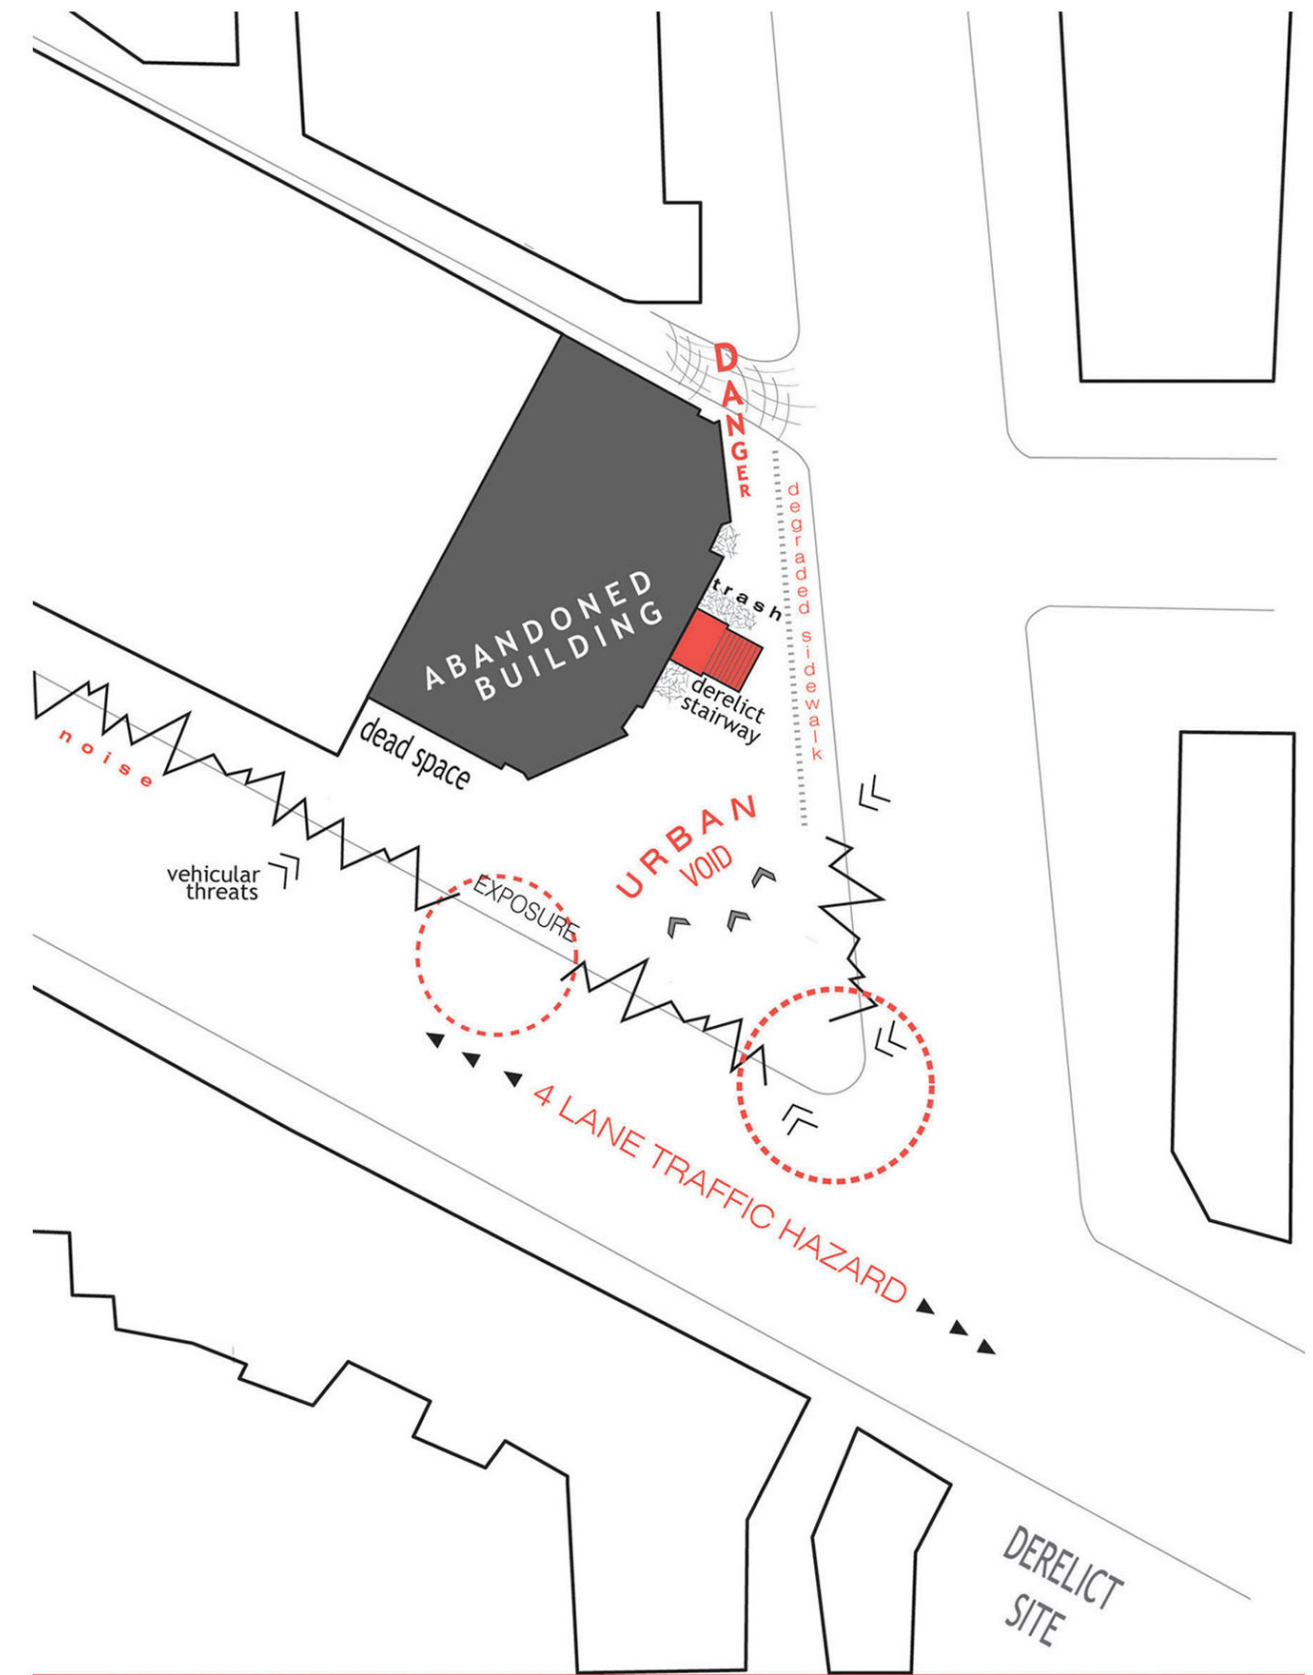 DANGER
degraded sidewalk
trash
ABANDONED
BUILDING
derelict
stairway
dead space
noise
URBAN
VOID
vehicular
threats
EXPOSURE
4 LANE TRAFFIC HAZARD
DERELICT
SITE